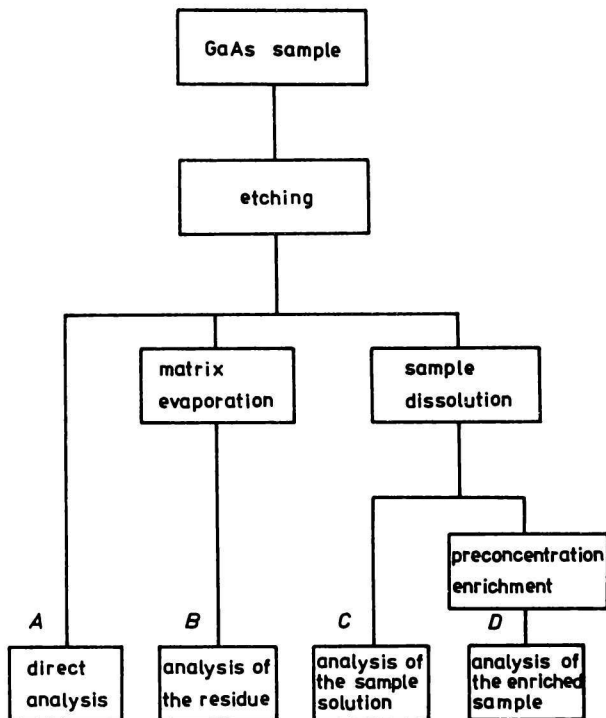 GaAs sample
etching
matrix
evaporation
sample
dissolution
preconcentration
enrichment
A
B
C
D
direct
analysis
analysis of
the residue
analysis of
the sample
solution
analysis of
the enriched
sample